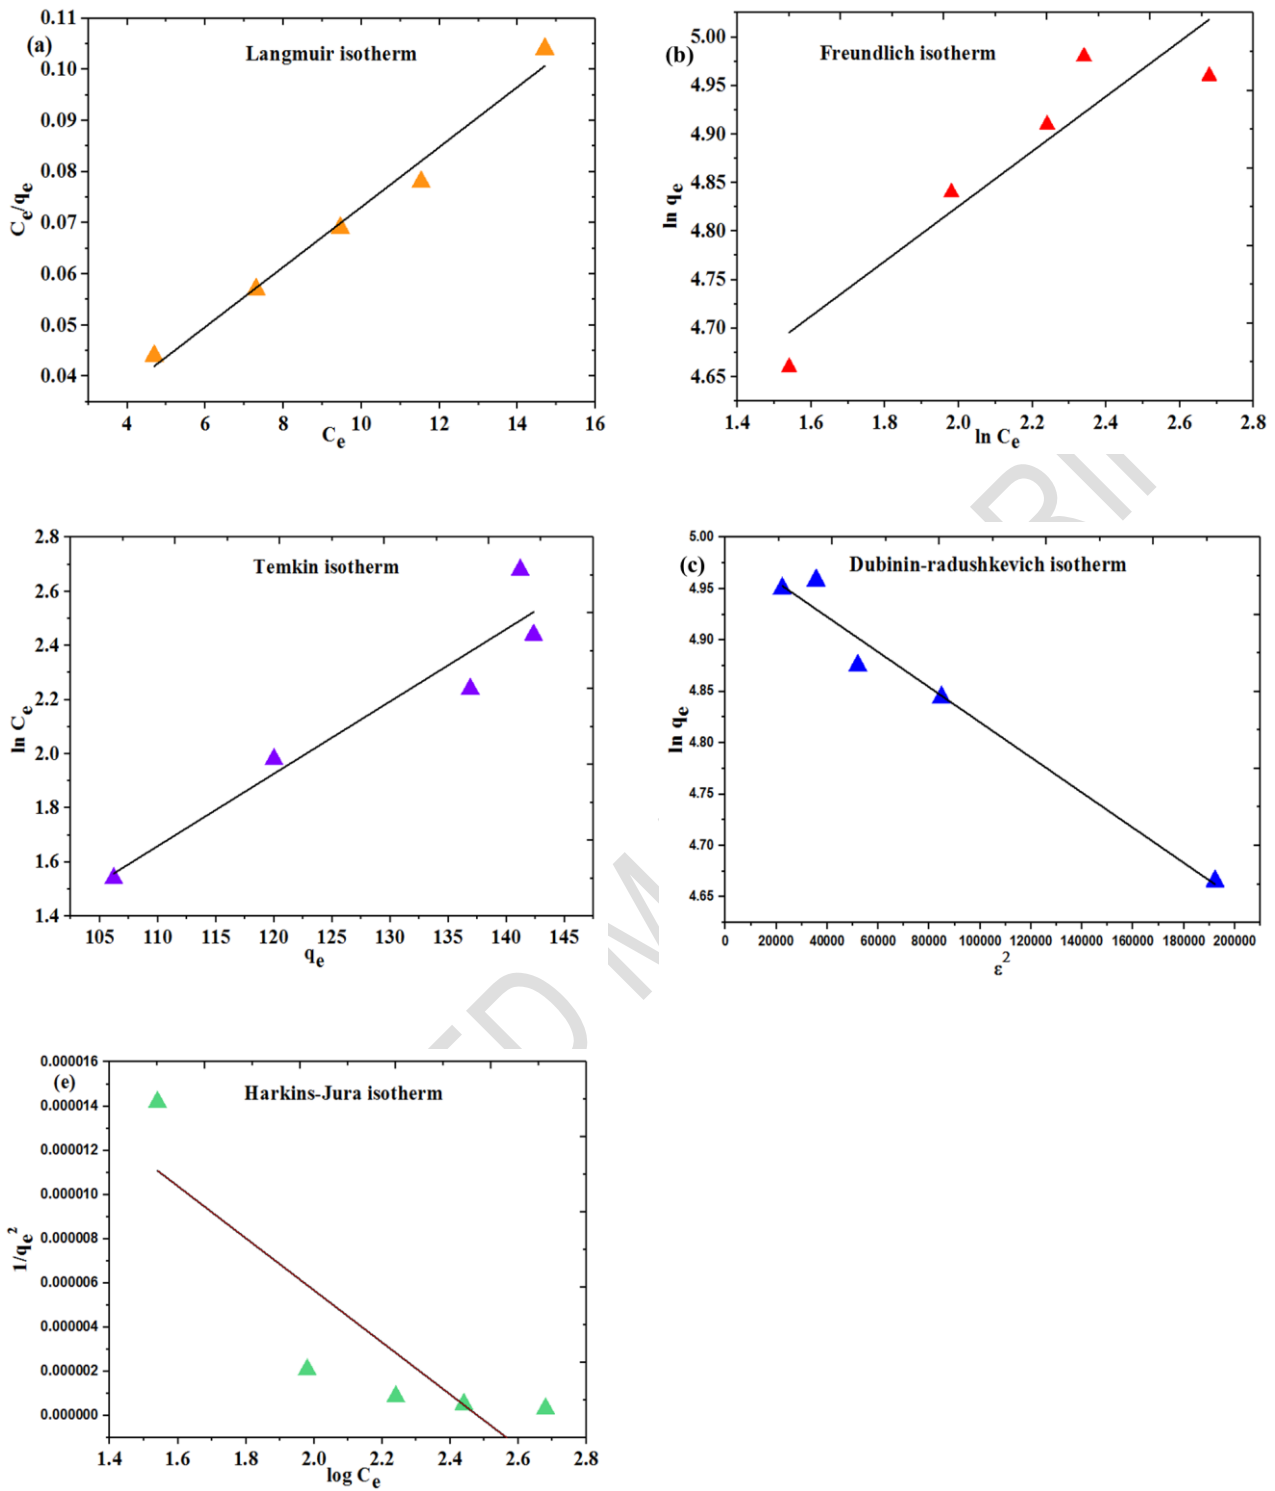 (a)
Langmuir isotherm
0.11
0.10
0.09
0.08
0.07
0.06
0.05
0.04
Ce/qe
4 6 8 10 12 14 16
Ce
(b)
Freundlich isotherm
5.00
4.95
4.90
4.85
4.80
4.75
4.70
4.65
ln qe
1.4 1.6 1.8 2.0 2.2 2.4 2.6 2.8
ln Ce
Temkin isotherm
2.8
2.6
2.4
2.2
2.0
1.8
1.6
1.4
ln Ce
105 110 115 120 125 130 135 140 145
qe
(c)
Dubinin-radushkevich isotherm
5.00
4.95
4.90
4.85
4.80
4.75
4.70
4.65
ln qe
0 20000 40000 60000 80000 100000 120000 140000 160000 180000 200000
ε²
(e)
Harkins-Jura isotherm
0.000016
0.000014
0.000012
0.000010
0.000008
0.000006
0.000004
0.000002
0.000000
1/qe²
1.4 1.6 1.8 2.0 2.2 2.4 2.6 2.8
log Ce